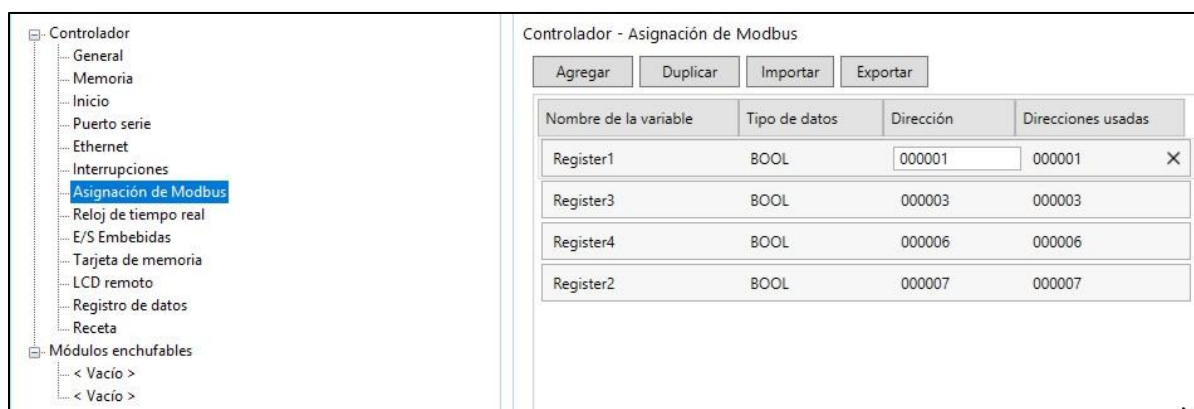 Controlador
General
Memoria
Inicio
Puerto serie
Ethernet
Interrupciones
Asignación de Modbus
Reloj de tiempo real
E/S Embebidas
Tarjeta de memoria
LCD remoto
Registro de datos
Receta
Módulos enchufables
< Vacío >
< Vacío >
Controlador - Asignación de Modbus
Agregar Duplicar Importar Exportar
Nombre de la variable Tipo de datos Dirección Direcciones usadas
Register1 BOOL 000001 000001
Register3 BOOL 000003 000003
Register4 BOOL 000006 000006
Register2 BOOL 000007 000007